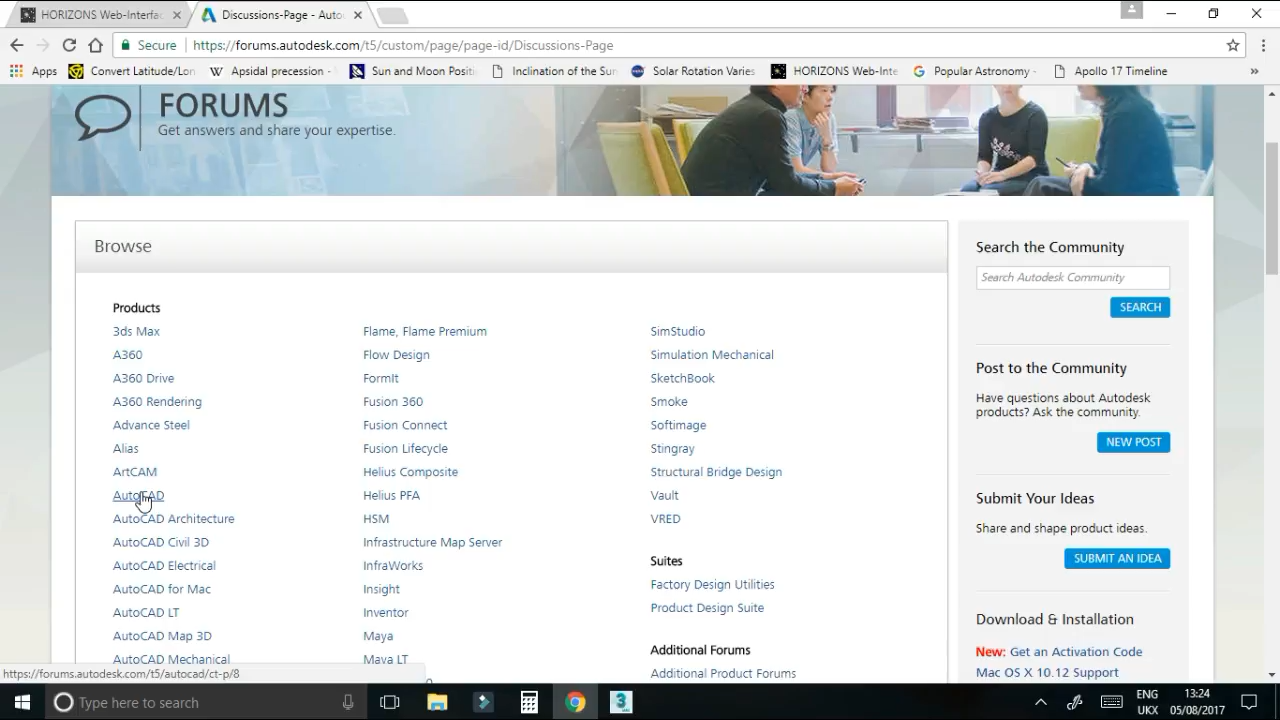 HORIZONS Web-Interfac
Discussions-Page - Auto
Secure
https://forums.autodesk.com/t5/custom/page/page-id/Discussions-Page
Apps
Convert Latitude/Lon
Apsidal precession -
Sun and Moon Positi
Inclination of the Sun
Solar Rotation Varies
HORIZONS Web-Inte
Popular Astronomy -
Apollo 17 Timeline
»
FORUMS
Get answers and share your expertise.
Browse
Products
3ds Max
A360
A360 Drive
A360 Rendering
Advance Steel
Alias
ArtCAM
AutoCAD
AutoCAD Architecture
AutoCAD Civil 3D
AutoCAD Electrical
AutoCAD for Mac
AutoCAD LT
AutoCAD Map 3D
AutoCAD Mechanical
Flame, Flame Premium
Flow Design
FormIt
Fusion 360
Fusion Connect
Fusion Lifecycle
Helius Composite
Helius PFA
HSM
Infrastructure Map Server
InfraWorks
Insight
Inventor
Maya
Maya LT
SimStudio
Simulation Mechanical
SketchBook
Smoke
Softimage
Stingray
Structural Bridge Design
Vault
VRED
Suites
Factory Design Utilities
Product Design Suite
Additional Forums
Additional Product Forums
Search the Community
Search Autodesk Community
SEARCH
Post to the Community
Have questions about Autodesk
products? Ask the community.
NEW POST
Submit Your Ideas
Share and shape product ideas.
SUBMIT AN IDEA
Download & Installation
New: Get an Activation Code
Mac OS X 10.12 Support
https://forums.autodesk.com/t5/autocad/ct-p/8
Type here to search
ENG
UKX
13:24
05/08/2017